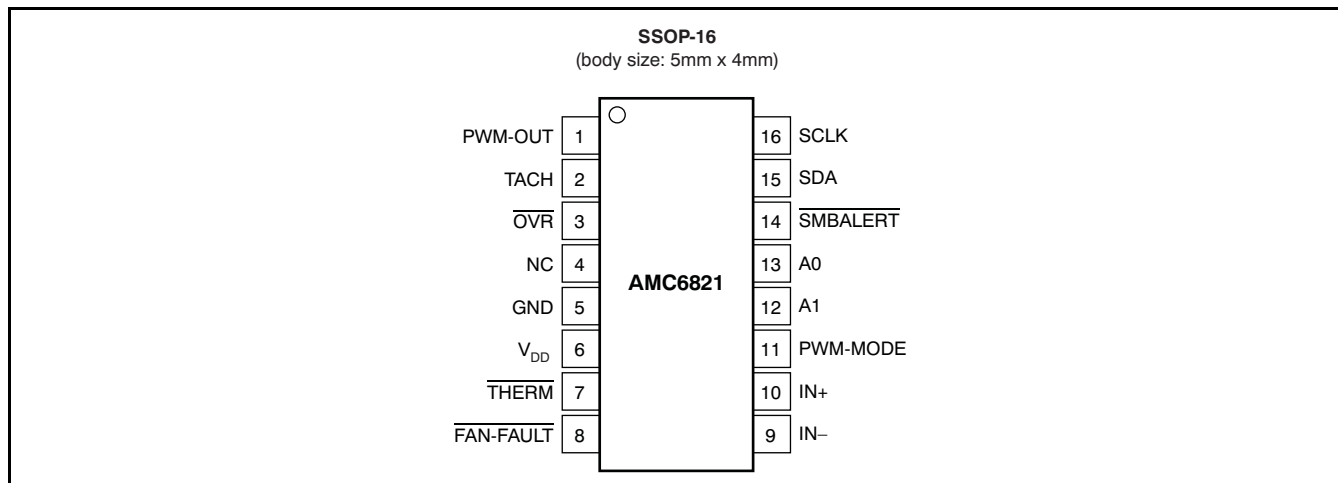 SSOP-16
(body size: 5mm x 4mm)
PWM-OUT 1
TACH 2
OVR 3
NC 4
GND 5
VDD 6
THERM 7
FAN-FAULT 8
AMC6821
16 SCLK
15 SDA
14 SMBALERT
13 A0
12 A1
11 PWM-MODE
10 IN+
9 IN−